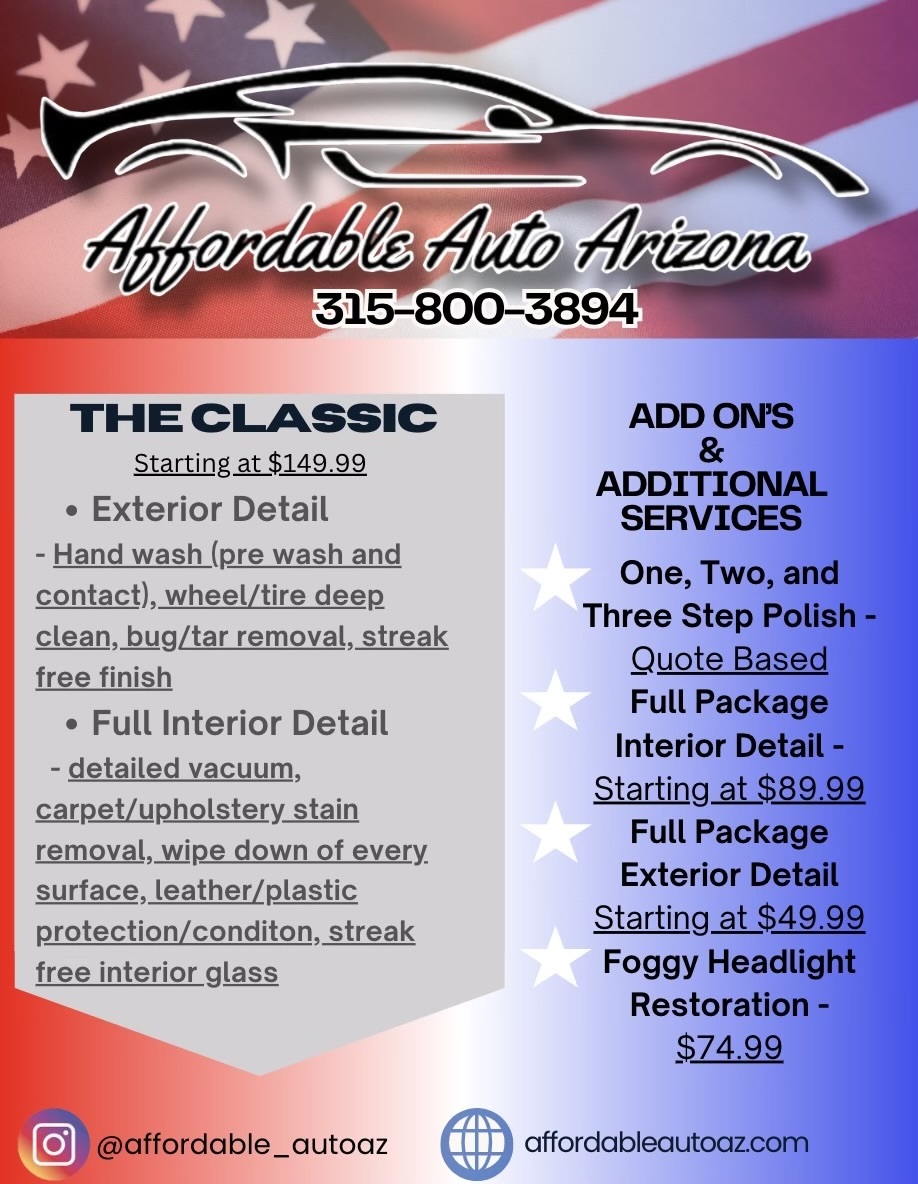 Affordable Auto Arizona
315-800-3894
THE CLASSIC
Starting at $149.99
• Exterior Detail
- Hand wash (pre wash and
contact), wheel/tire deep
clean, bug/tar removal, streak
free finish
• Full Interior Detail
- detailed vacuum,
carpet/upholstery stain
removal, wipe down of every
surface, leather/plastic
protection/conditon, streak
free interior glass
ADD ON'S
&
ADDITIONAL
SERVICES
One, Two, and
Three Step Polish -
Quote Based
Full Package
Interior Detail -
Starting at $89.99
Full Package
Exterior Detail
Starting at $49.99
Foggy Headlight
Restoration -
$74.99
@affordable_autoaz
affordableautoaz.com